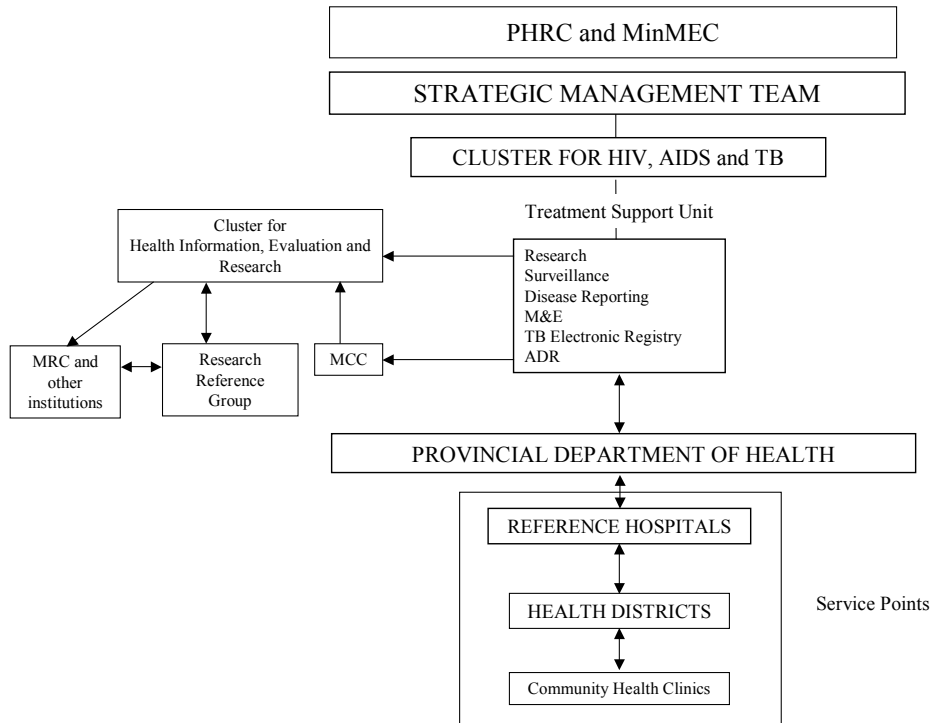 PHRC and MinMEC
STRATEGIC MANAGEMENT TEAM
CLUSTER FOR HIV, AIDS and TB
Treatment Support Unit
Cluster for
Health Information, Evaluation and
Research
Research
Surveillance
Disease Reporting
M&E
TB Electronic Registry
ADR
MRC and
other
institutions
Research
Reference
Group
MCC
PROVINCIAL DEPARTMENT OF HEALTH
REFERENCE HOSPITALS
HEALTH DISTRICTS
Service Points
Community Health Clinics